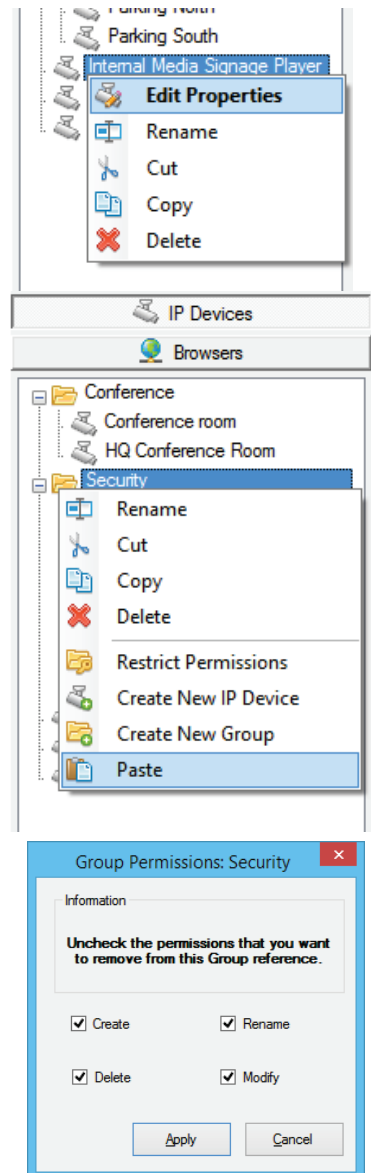 Parking North
Parking South
Internal Media Signage Player
Edit Properties
Rename
Cut
Copy
Delete
IP Devices
Browsers
Conference
Conference room
HQ Conference Room
Security
Rename
Cut
Copy
Delete
Restrict Permissions
Create New IP Device
Create New Group
Paste
Group Permissions: Security
Information
Uncheck the permissions that you want
to remove from this Group reference.
Create
Rename
Delete
Modify
Apply
Cancel